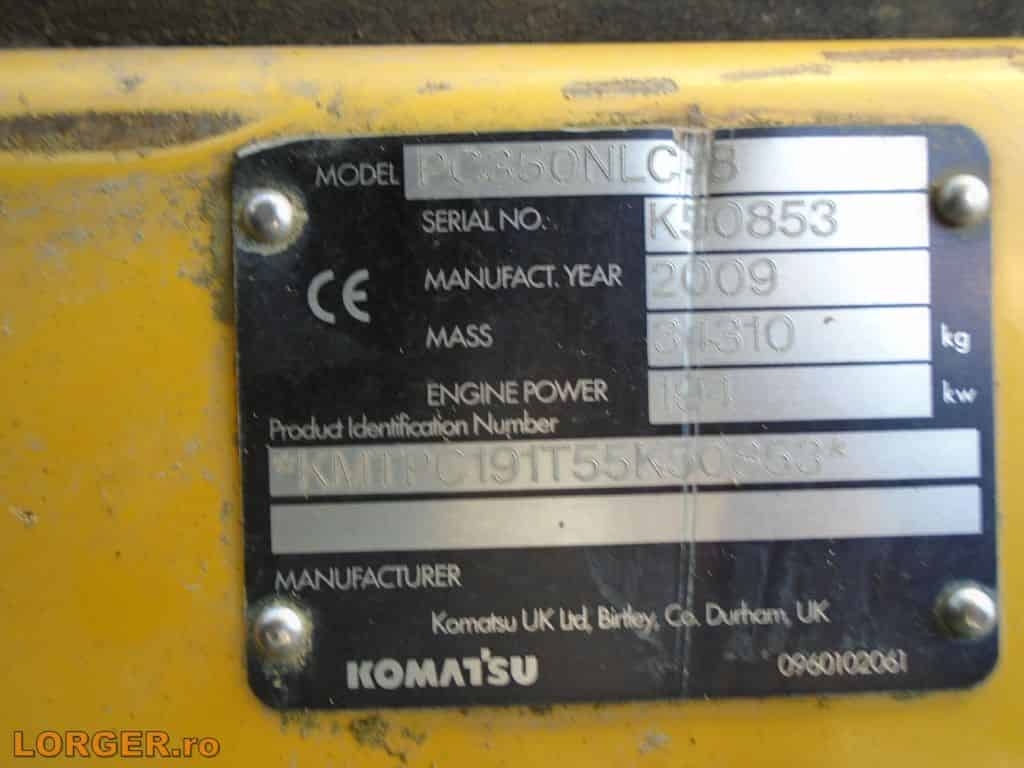 MODEL PC350NLC-8
SERIAL NO. K50853
MANUFACT. YEAR 2009
CE
MASS 34310 kg
ENGINE POWER kw
Product Identification Number
*KMTPC191T55K50853*
MANUFACTURER
Komatsu UK Ltd, Birtley, Co. Durham, UK
KOMATSU 0960102061
LORGER.ro